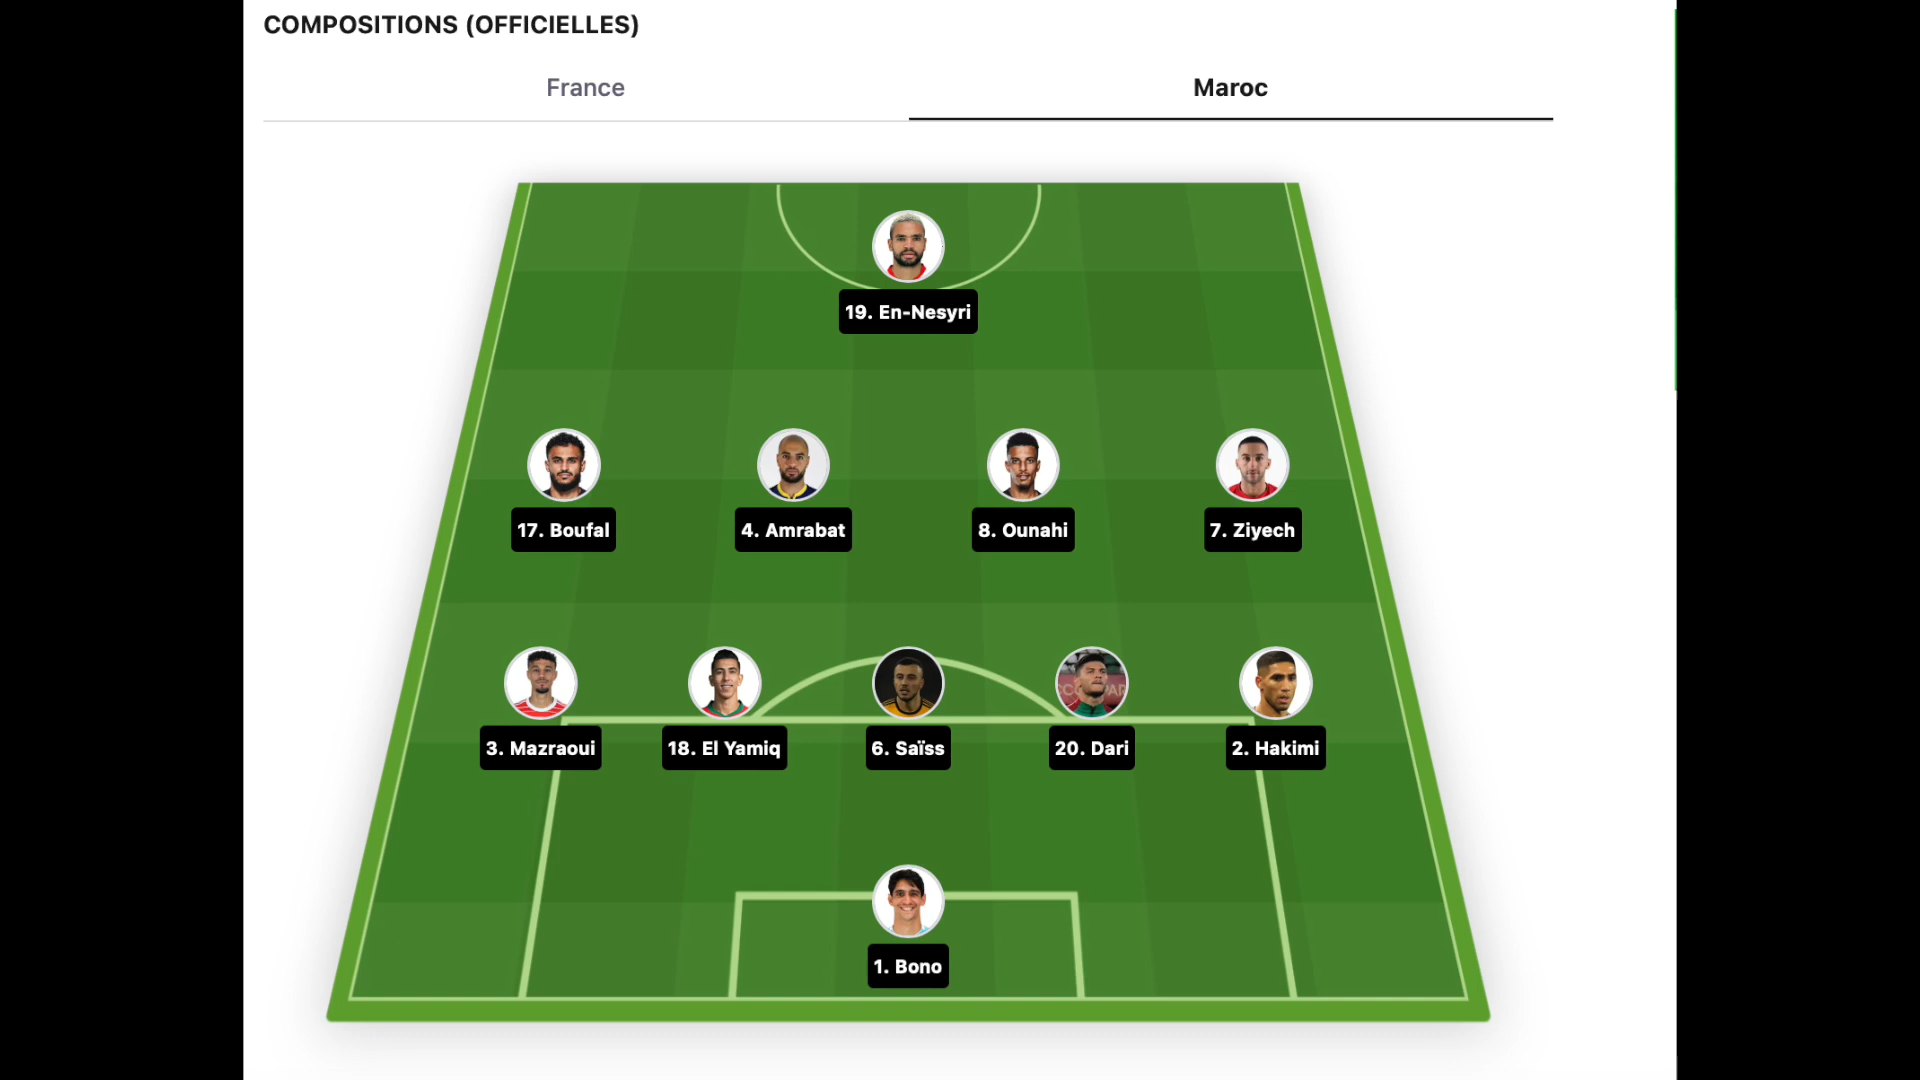 COMPOSITIONS (OFFICIELLES)
France
Maroc
19. En-Nesyri
17. Boufal
4. Amrabat
8. Ounahi
7. Ziyech
3. Mazraoui
18. El Yamiq
6. Saïss
20. Dari
2. Hakimi
1. Bono